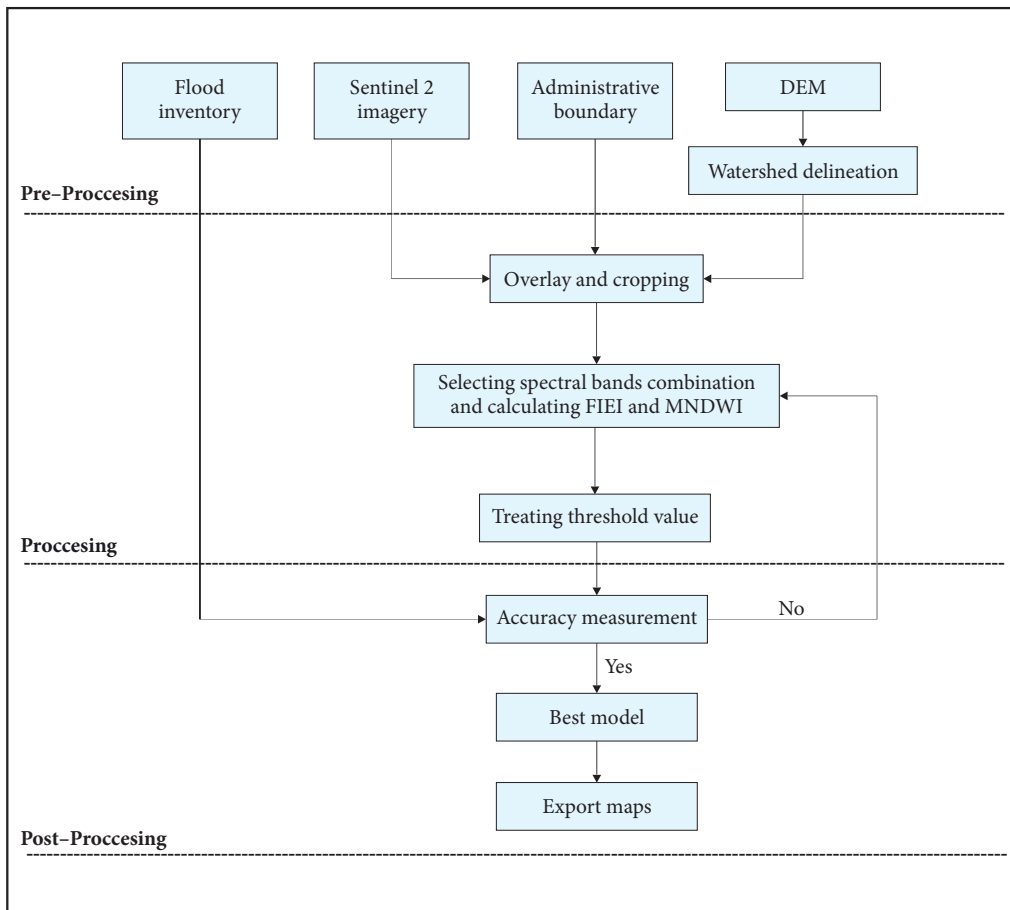 Flood
inventory
Sentinel 2
imagery
Administrative
boundary
DEM
Watershed delineation
Pre–Proccesing
Overlay and cropping
Selecting spectral bands combination
and calculating FIEI and MNDWI
Treating threshold value
Proccesing
Accuracy measurement
No
Yes
Best model
Export maps
Post–Proccesing